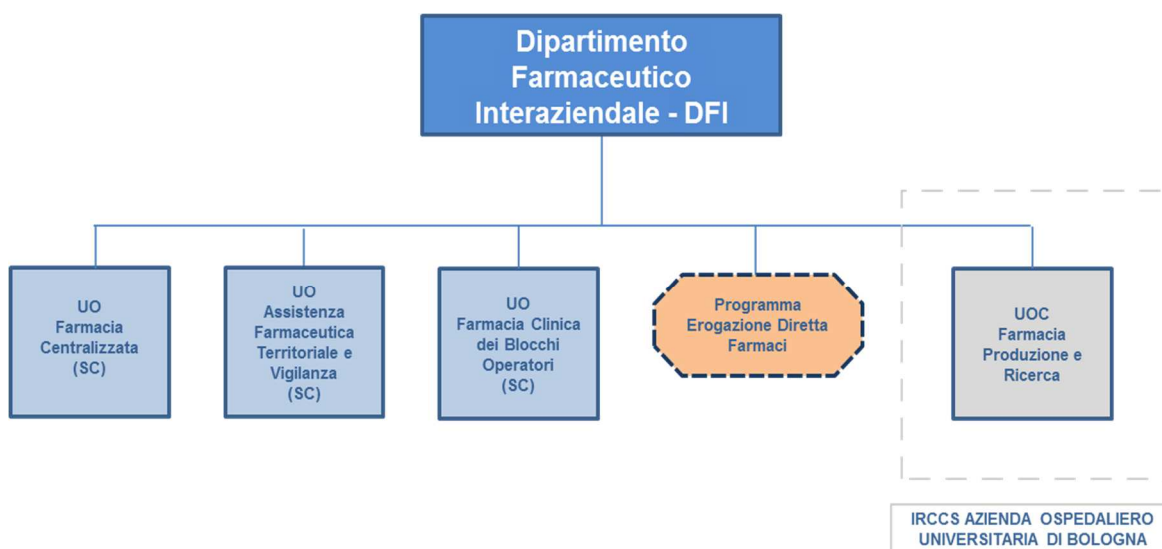 Dipartimento
Farmaceutico
Interaziendale - DFI
UO
Farmacia
Centralizzata
(SC)
UO
Assistenza
Farmaceutica
Territoriale e
Vigilanza
(SC)
UO
Farmacia Clinica
dei Blocchi
Operatori
(SC)
Programma
Erogazione Diretta
Farmaci
UOC
Farmacia
Produzione e
Ricerca
IRCCS AZIENDA OSPEDALIERO
UNIVERSITARIA DI BOLOGNA